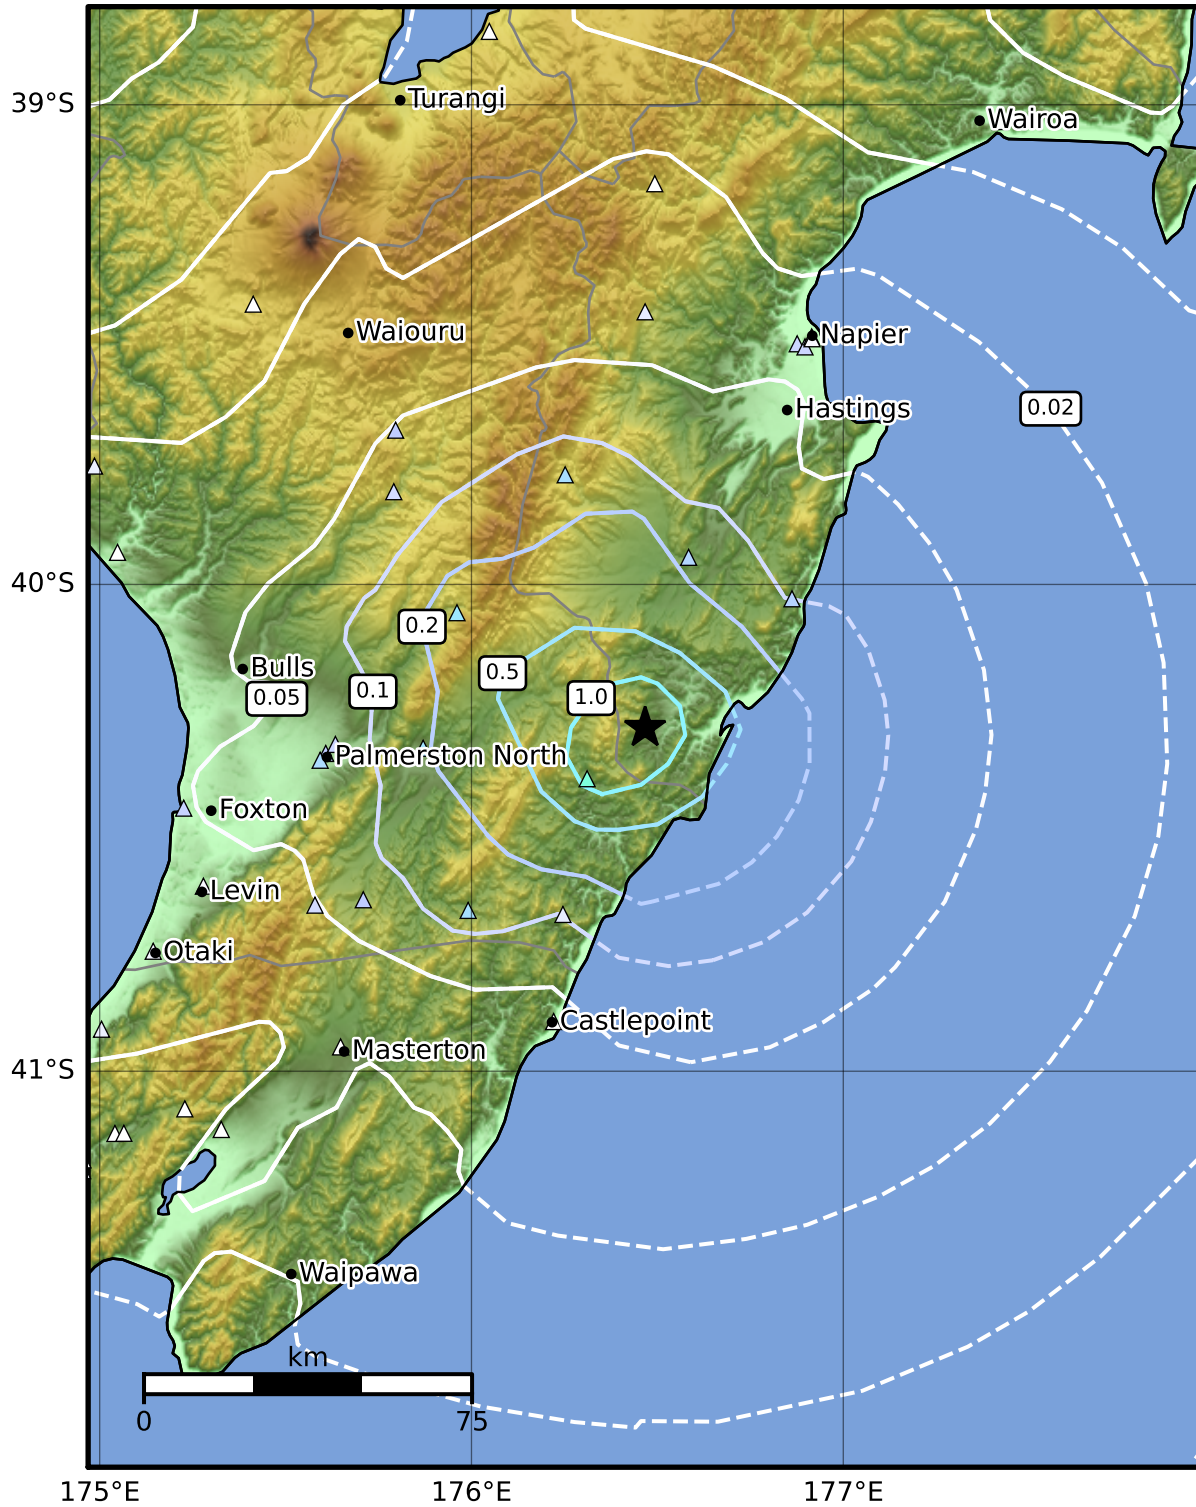 39°S
Turangi
Wairoa
Napier
Waiouru
Hastings
0.02
40°S
0.2
Bulls
0.5
0.05
0.1
1.0
Palmerston North
Foxton
Levin
Otaki
Castlepoint
Masterton
41°S
Waipawa
km
0
75
175°E
176°E
177°E